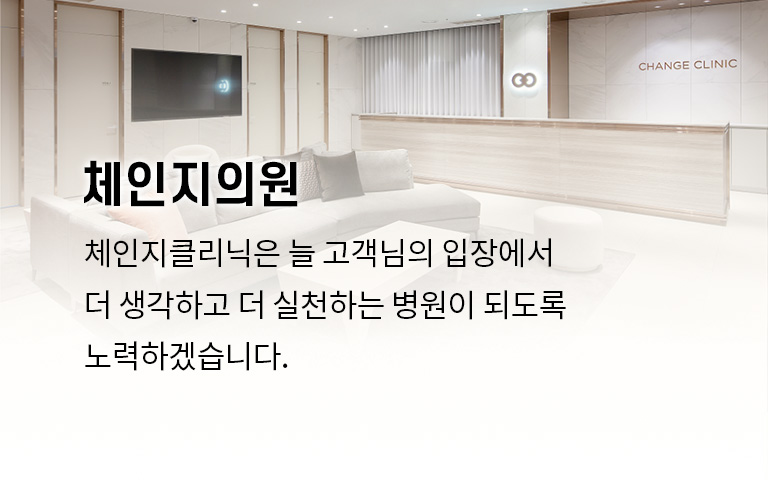 CHANGE CLINIC
체인지의원
체인지클리닉은 늘 고객님의 입장에서
더 생각하고 더 실천하는 병원이 되도록
노력하겠습니다.